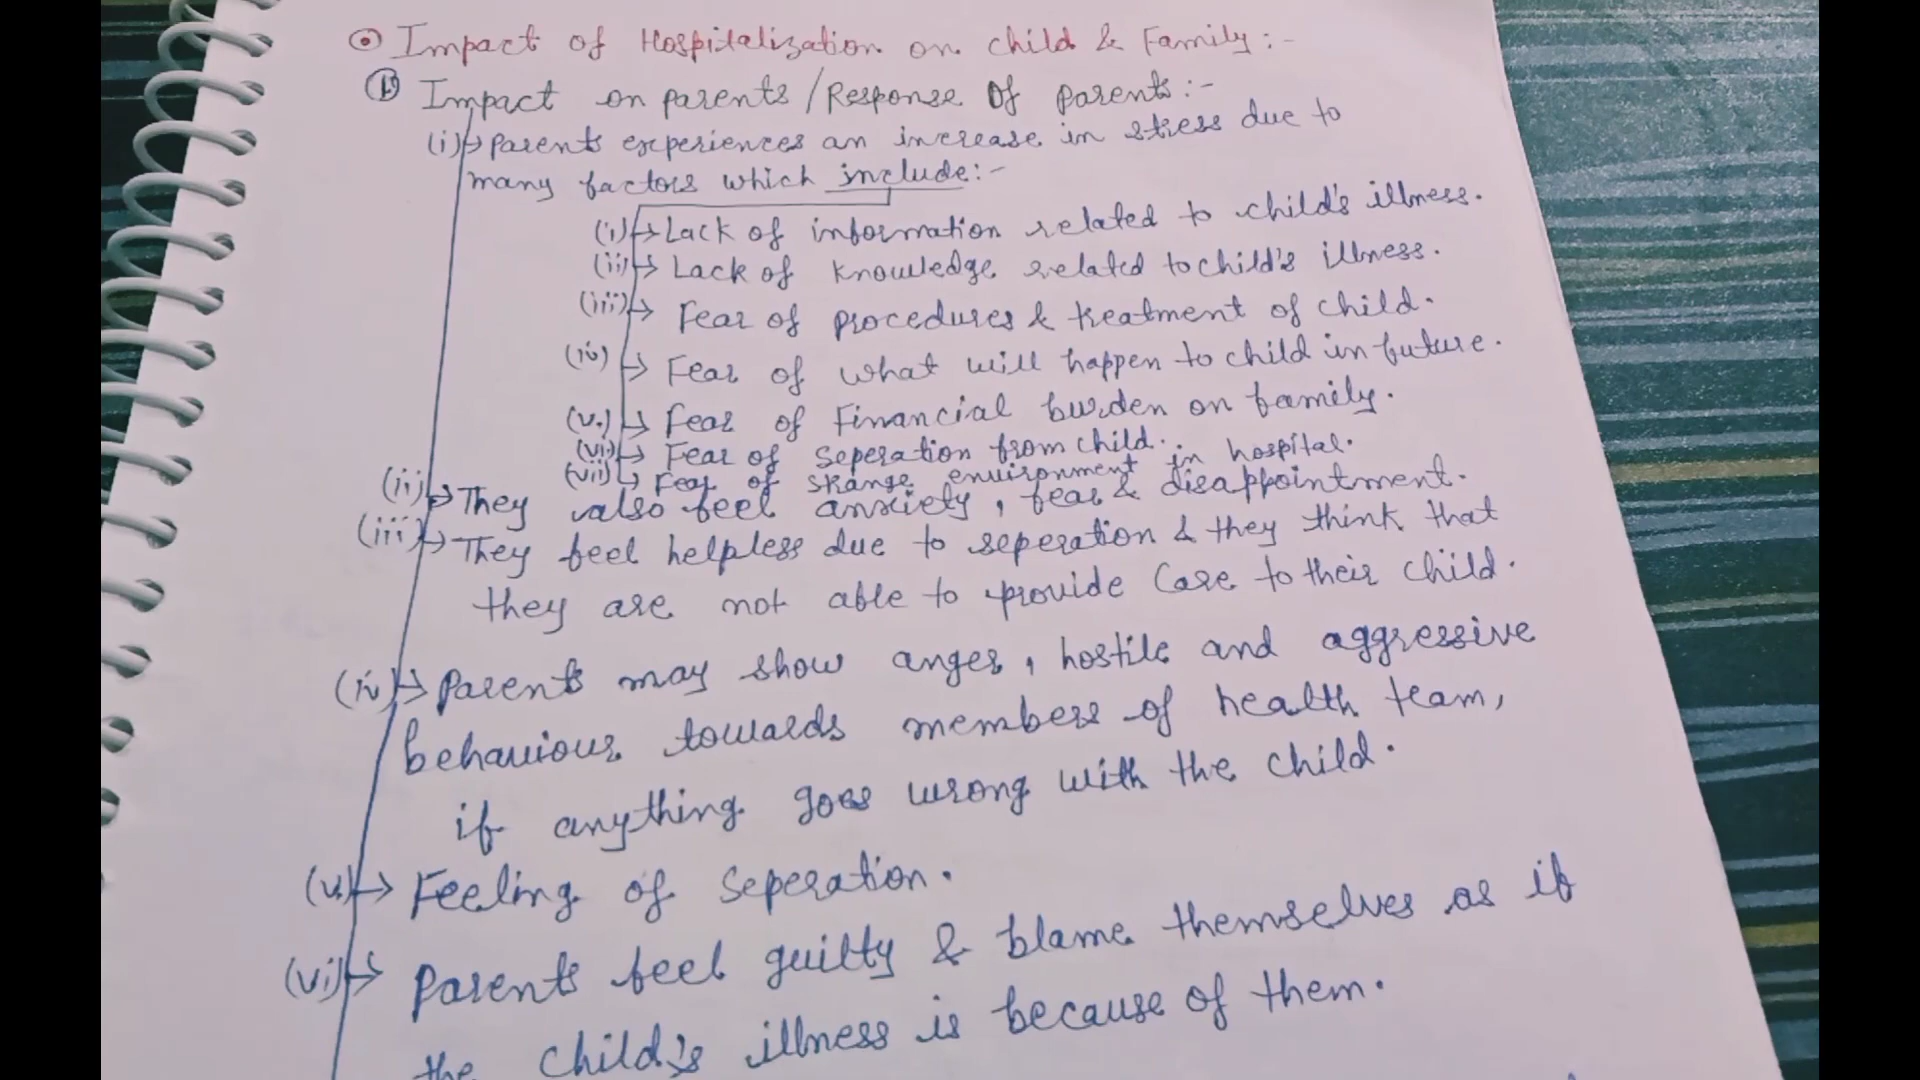 ⊙ Impact of Hospitalization on child & Family:-
① Impact on parents / Response of parents:-
(i)→ Parents experiences an increase in stress due to
many factors which include:-
(i)→ Lack of information related to child's illness.
(ii)→ Lack of knowledge related to child's illness.
(iii)→ Fear of procedures & treatment of child.
(iv)→ Fear of what will happen to child in future.
(v.)→ Fear of Financial burden on family.
(vi)→ Fear of seperation from child.
(vii)→ Fear of strange environment in hospital.
(ii)→ They also feel anxiety, fear & disappointment.
(iii)→ They feel helpless due to seperation & they think that
they are not able to provide Care to their child.
(iv)→ Parents may show anger, hostile and aggressive
behaviour towards members of health team,
if anything goes wrong with the child.
(v.)→ Feeling of seperation.
(vi)→ Parents feel guilty & blame themselves as if
the child's illness is because of them.